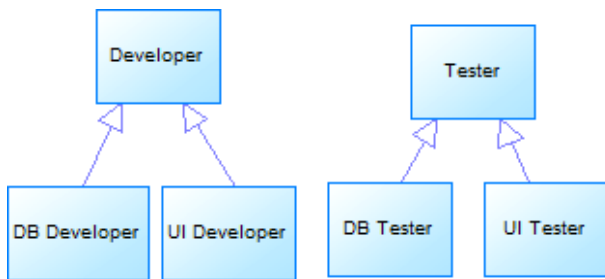 Developer
Tester
DB Developer
UI Developer
DB Tester
UI Tester